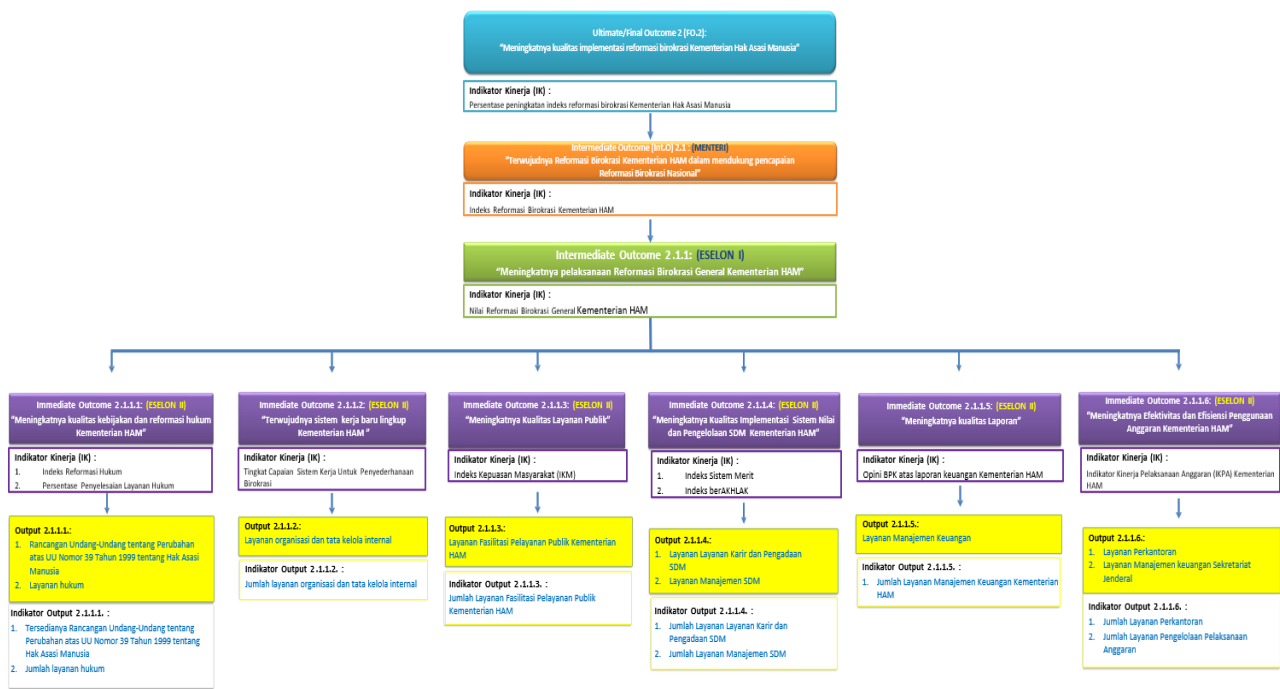 Ultimate/Final Outcome 2 (FO.2):
"Meningkatnya kualitas implementasi reformasi birokrasi Kementerian Hak Asasi Manusia"
Indikator Kinerja (IK) :
Persentase peningkatan indeks reformasi birokrasi Kementerian Hak Asasi Manusia
Intermediate Outcome (Int.O) 2.1 : (MENTERI)
"Terwujudnya Reformasi Birokrasi Kementerian HAM dalam mendukung pencapaian
Reformasi Birokrasi Nasional"
Indikator Kinerja (IK) :
Indeks Reformasi Birokrasi Kementerian HAM
Intermediate Outcome 2.1.1: (ESELON I)
"Meningkatnya pelaksanaan Reformasi Birokrasi General Kementerian HAM"
Indikator Kinerja (IK) :
Nilai Reformasi Birokrasi General Kementerian HAM
Immediate Outcome 2.1.1.1: (ESELON II)
"Meningkatnya kualitas kebijakan dan reformasi hukum
Kementerian HAM"
Indikator Kinerja (IK) :
1. Indeks Reformasi Hukum
2. Persentase Penyelesaian Layanan Hukum
Output 2.1.1.1.:
1. Rancangan Undang-Undang tentang Perubahan
atas UU Nomor 39 Tahun 1999 tentang Hak Asasi
Manusia
2. Layanan hukum
Indikator Output 2.1.1.1. :
1. Tersedianya Rancangan Undang-Undang tentang
Perubahan atas UU Nomor 39 Tahun 1999 tentang
Hak Asasi Manusia
2. Jumlah layanan hukum
Immediate Outcome 2.1.1.2: (ESELON II)
"Terwujudnya sistem kerja baru lingkup
Kementerian HAM "
Indikator Kinerja (IK) :
Tingkat Capaian Sistem Kerja Untuk Penyederhanaan
Birokrasi
Output 2.1.1.2.:
Layanan organisasi dan tata kelola internal
Indikator Output 2.1.1.2. :
Jumlah layanan organisasi dan tata kelola internal
Immediate Outcome 2.1.1.3: (ESELON II)
"Meningkatnya Kualitas Layanan Publik"
Indikator Kinerja (IK) :
Indeks Kepuasan Masyarakat (IKM)
Output 2.1.1.3.:
Layanan Fasilitasi Pelayanan Publik Kementerian
HAM
Indikator Output 2.1.1.3. :
Jumlah Layanan Fasilitasi Pelayanan Publik
Kementerian HAM
Immediate Outcome 2.1.1.4: (ESELON II)
"Meningkatnya Kualitas Implementasi Sistem Nilai
dan Pengelolaan SDM Kementerian HAM"
Indikator Kinerja (IK) :
1. Indeks Sistem Merit
2. Indeks berAKHLAK
Output 2.1.1.4.:
1. Layanan Layanan Karir dan Pengadaan
SDM
2. Layanan Manajemen SDM
Indikator Output 2.1.1.4. :
1. Jumlah Layanan Layanan Karir dan
Pengadaan SDM
2. Jumlah Layanan Manajemen SDM
Immediate Outcome 2.1.1.5: (ESELON II)
"Meningkatnya kualitas Laporan"
Indikator Kinerja (IK) :
Opini BPK atas laporan keuangan Kementerian HAM
Output 2.1.1.5.:
Layanan Manajemen Keuangan
Indikator Output 2.1.1.5. :
1. Jumlah Layanan Manajemen Keuangan Kementerian
HAM
Immediate Outcome 2.1.1.6: (ESELON II)
"Meningkatnya Efektivitas dan Efisiensi Penggunaan
Anggaran Kementerian HAM"
Indikator Kinerja (IK) :
Indikator Kinerja Pelaksanaan Anggaran (IKPA) Kementerian
HAM
Output 2.1.1.6.:
1. Layanan Perkantoran
2. Layanan Manajemen keuangan Sekretariat
Jenderal
Indikator Output 2.1.1.6. :
1. Jumlah Layanan Perkantoran
2. Jumlah Layanan Pengelolaan Pelaksanaan
Anggaran